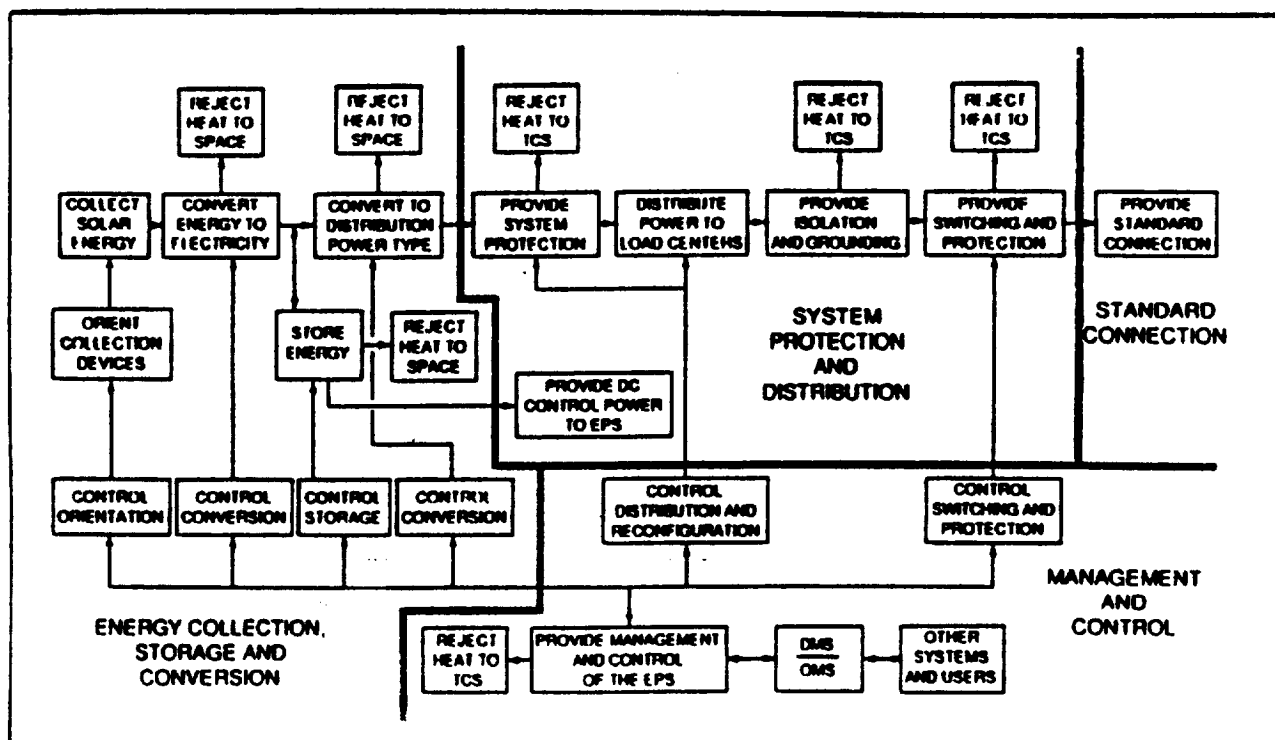 REJECT
HEAT TO
SPACE
REJECT
HEAT TO
SPACE
REJECT
HEAT TO
TCS
REJECT
HEAT TO
TCS
REJECT
HEAT TO
TCS
COLLECT
SOLAR
ENERGY
CONVERT
ENERGY TO
ELECTRICITY
CONVERT TO
DISTRIBUTION
POWER TYPE
PROVIDE
SYSTEM
PROTECTION
DISTRIBUTE
POWER TO
LOAD CENTERS
PROVIDE
ISOLATION
AND GROUNDING
PROVIDE
SWITCHING AND
PROTECTION
PROVIDE
STANDARD
CONNECTION
ORIENT
COLLECTION
DEVICES
STORE
ENERGY
REJECT
HEAT TO
SPACE
SYSTEM
PROTECTION
AND
DISTRIBUTION
STANDARD
CONNECTION
PROVIDE DC
CONTROL POWER
TO EPS
CONTROL
ORIENTATION
CONTROL
CONVERSION
CONTROL
STORAGE
CONTROL
CONVERSION
CONTROL
DISTRIBUTION AND
RECONFIGURATION
CONTROL
SWITCHING AND
PROTECTION
ENERGY COLLECTION,
STORAGE AND
CONVERSION
MANAGEMENT
AND
CONTROL
REJECT
HEAT TO
TCS
PROVIDE MANAGEMENT
AND CONTROL
OF THE EPS
DMS
OMS
OTHER
SYSTEMS
AND USERS